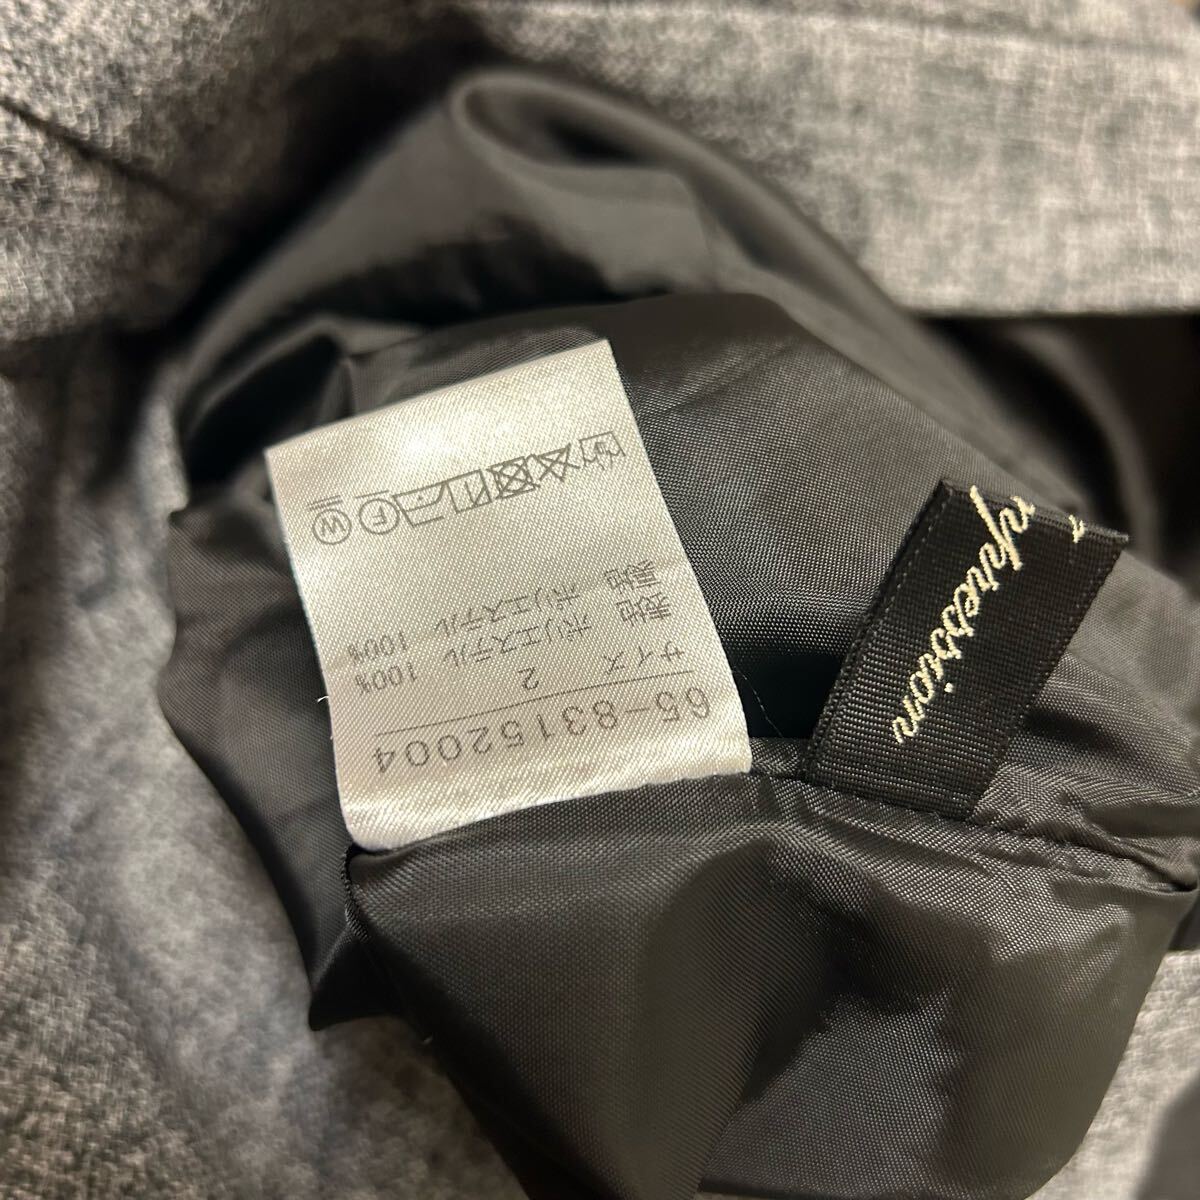 65-83152004
サイズ 2
表地 ポリエステル 100%
裏地 ポリエステル 100%
F W
pression